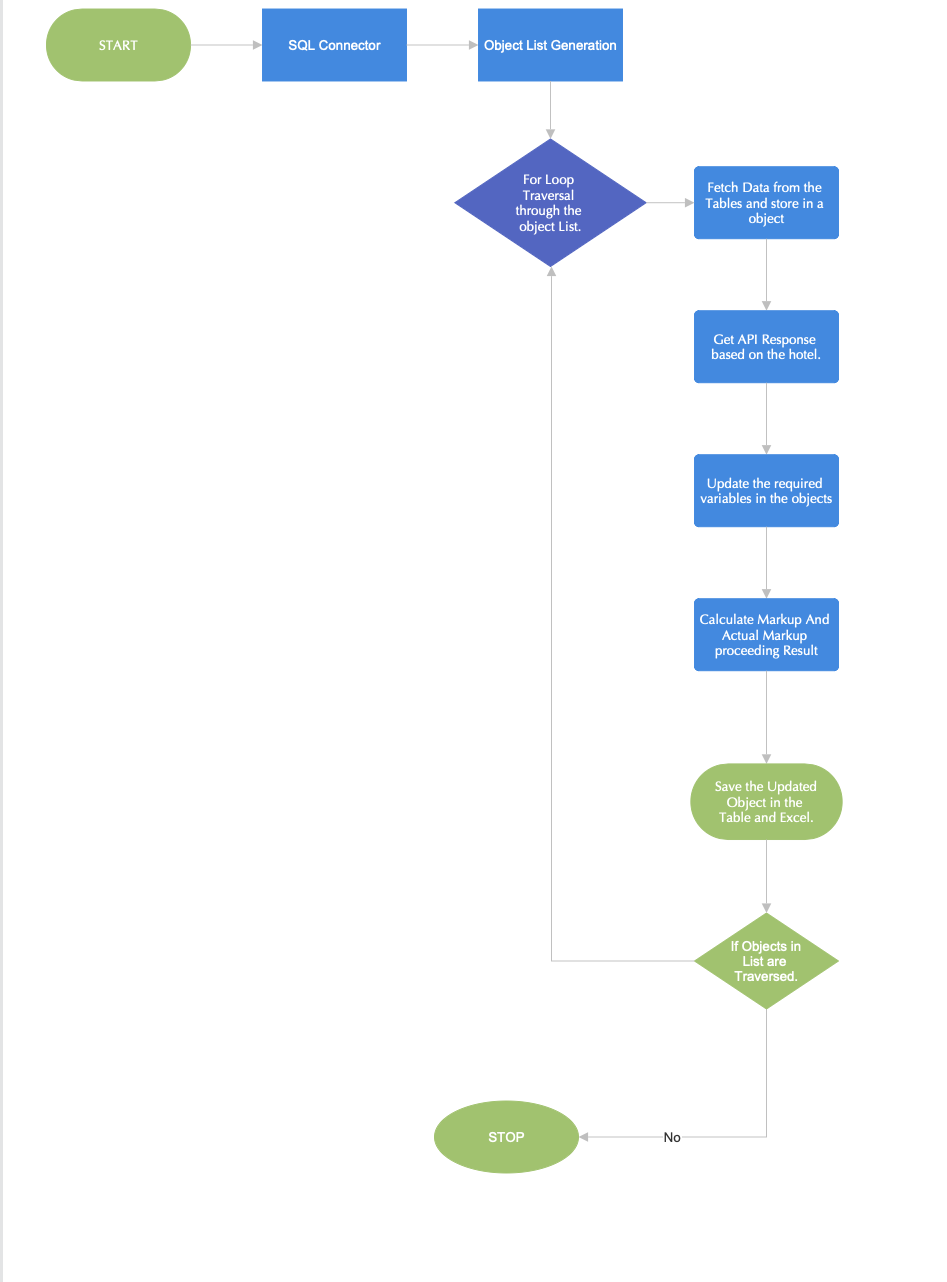 START
SQL Connector
Object List Generation
For Loop
Traversal
through the
object List.
Fetch Data from the
Tables and store in a
object
Get API Response
based on the hotel.
Update the required
variables in the objects
Calculate Markup And
Actual Markup
proceeding Result
Save the Updated
Object in the
Table and Excel.
If Objects in
List are
Traversed.
No
STOP